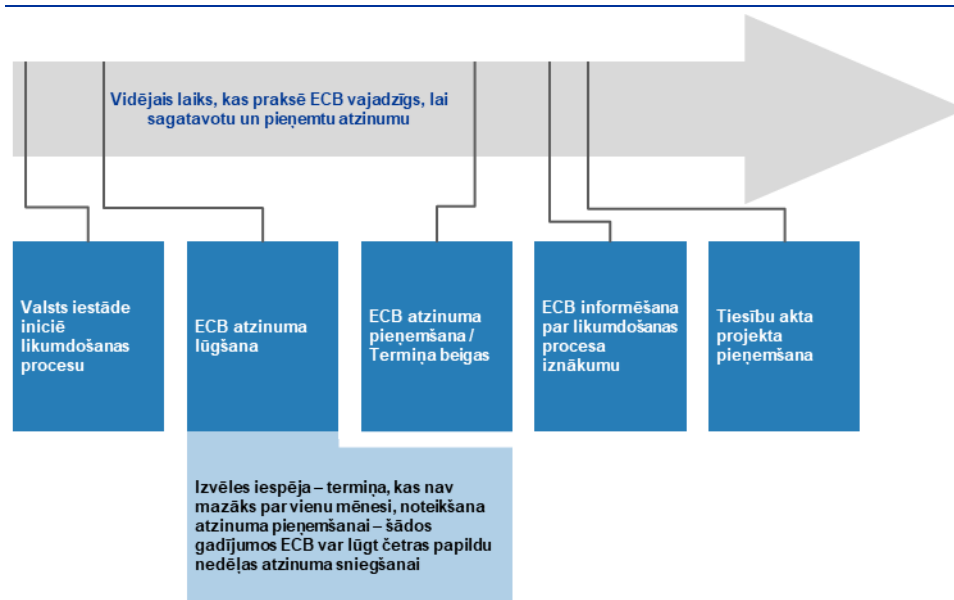 Vidējais laiks, kas praksē ECB vajadzīgs, lai
sagatavotu un pieņemtu atzinumu
Valsts iestāde
iniciē
likumdošanas
procesu
ECB atzinuma
lūgšana
ECB atzinuma
pieņemšana /
Termiņa beigas
ECB informēšana
par likumdošanas
procesa
iznākumu
Tiesību akta
projekta
pieņemšana
Izvēles iespēja – termiņa, kas nav
mazāks par vienu mēnesi, noteikšana
atzinuma pieņemšanai – šādos
gadījumos ECB var lūgt četras papildu
nedēļas atzinuma sniegšanai